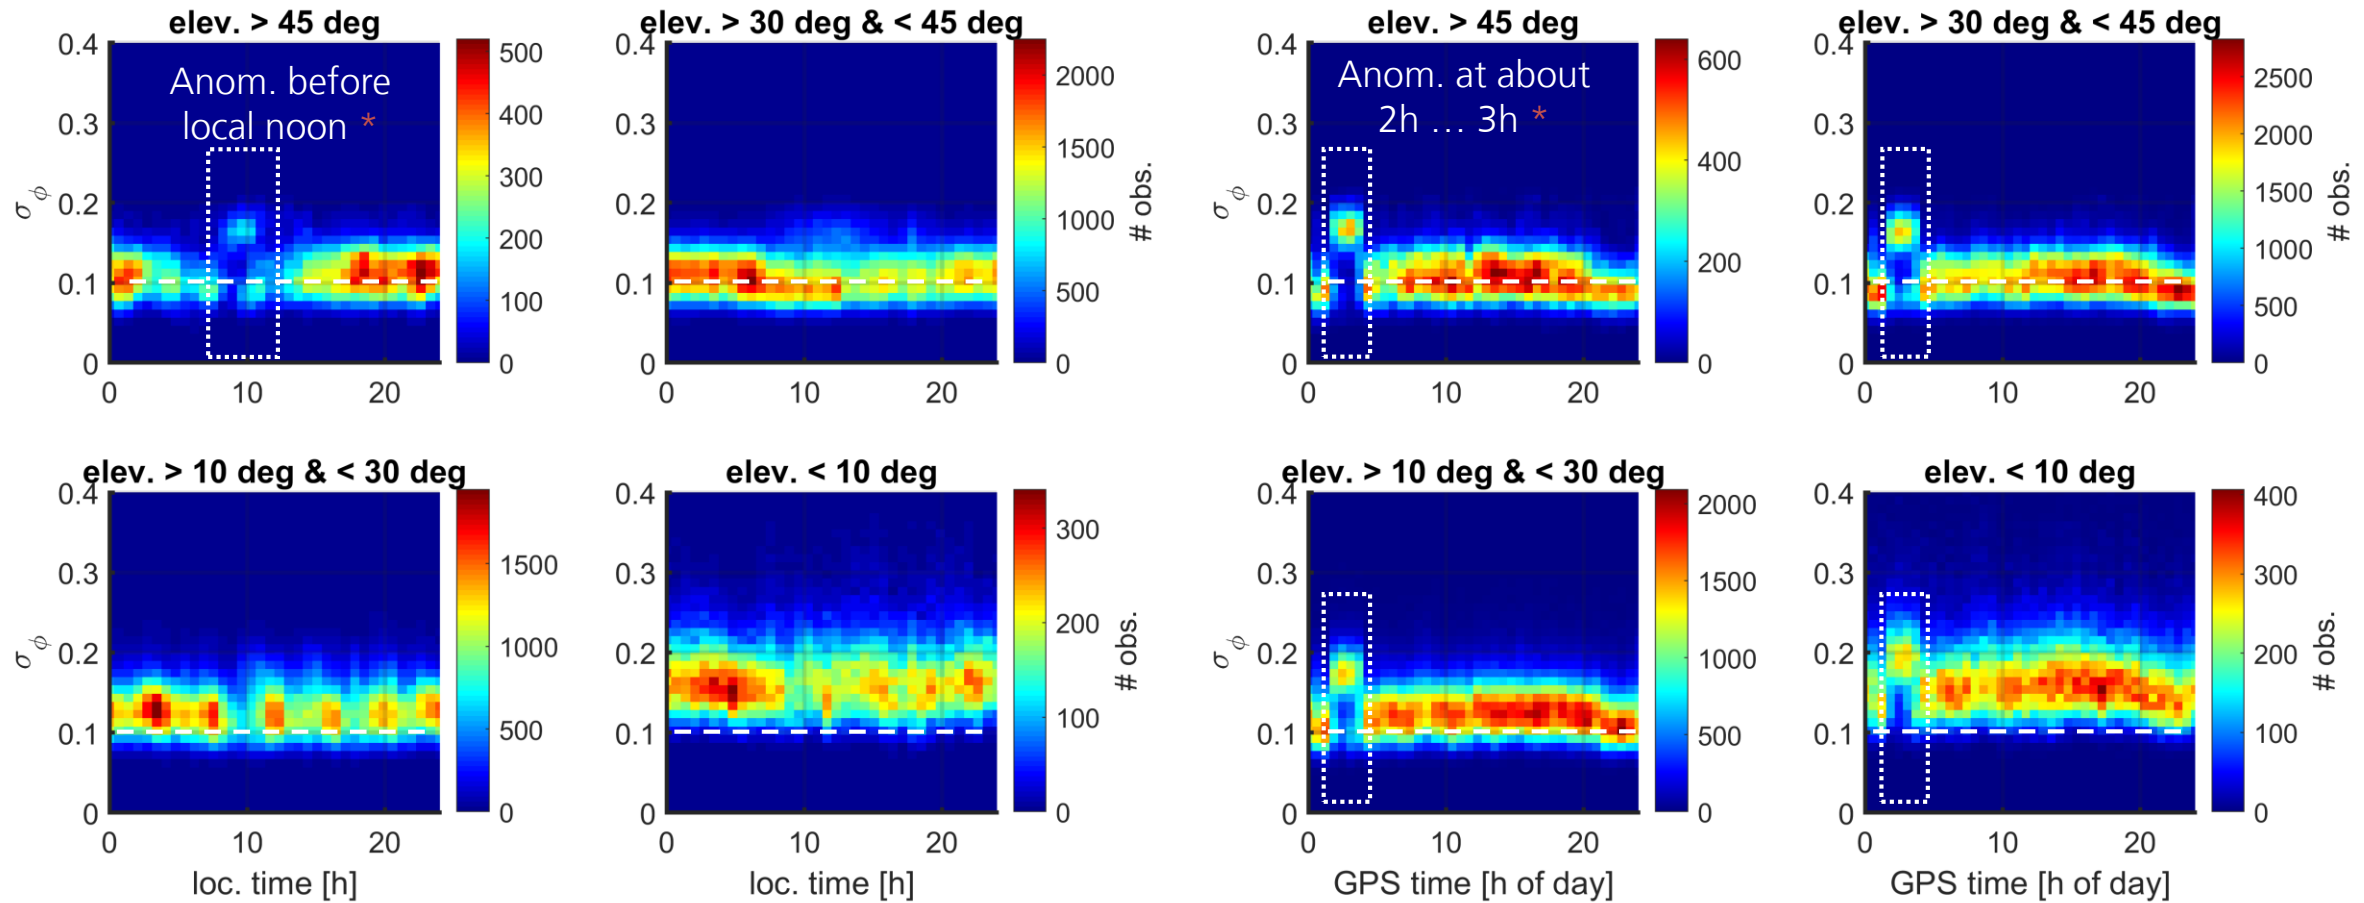 elev. > 45 deg
elev. > 30 deg & < 45 deg
elev. > 45 deg
elev. > 30 deg & < 45 deg
Anom. before
local noon *
Anom. at about
2h ... 3h *
0.4
0.3
0.2
0.1
0
0 10 20
σ_ϕ
500
400
300
200
100
0
0.4
0.3
0.2
0.1
0
0 10 20
2000
1500
1000
500
0
# obs.
0.4
0.3
0.2
0.1
0
0 10 20
σ_ϕ
600
400
200
0
0.4
0.3
0.2
0.1
0
0 10 20
2500
2000
1500
1000
500
0
# obs.
elev. > 10 deg & < 30 deg
elev. < 10 deg
elev. > 10 deg & < 30 deg
elev. < 10 deg
0.4
0.3
0.2
0.1
0
0 10 20
σ_ϕ
loc. time [h]
1500
1000
500
0
0.4
0.3
0.2
0.1
0
0 10 20
loc. time [h]
300
200
100
0
# obs.
0.4
0.3
0.2
0.1
0
0 10 20
σ_ϕ
GPS time [h of day]
2000
1500
1000
500
0
0.4
0.3
0.2
0.1
0
0 10 20
GPS time [h of day]
400
300
200
100
0
# obs.